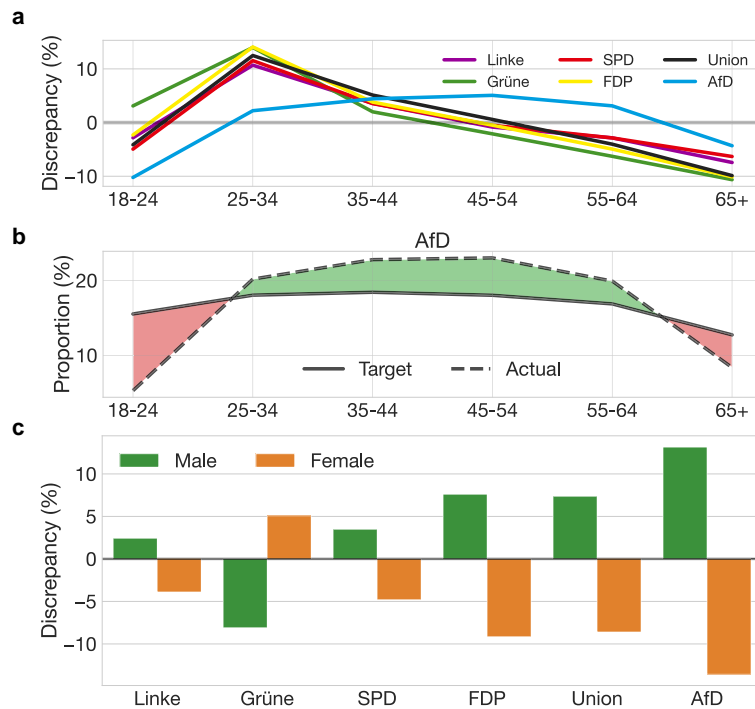 a
Discrepancy (%)
10
0
−10
Linke
SPD
Union
Grüne
FDP
AfD
18–24
25–34
35–44
45–54
55–64
65+
b
AfD
Proportion (%)
20
10
Target
Actual
18–24
25–34
35–44
45–54
55–64
65+
c
Discrepancy (%)
10
5
0
−5
−10
Male
Female
Linke
Grüne
SPD
FDP
Union
AfD